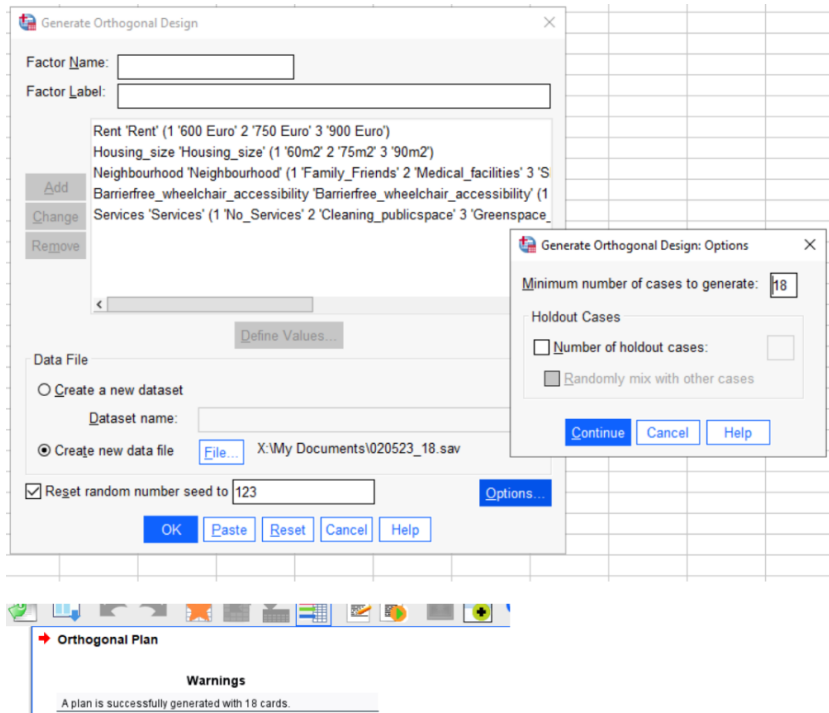 Generate Orthogonal Design
Factor Name:
Factor Label:
Rent 'Rent' (1 '600 Euro' 2 '750 Euro' 3 '900 Euro')
Housing_size 'Housing_size' (1 '60m2' 2 '75m2' 3 '90m2')
Neighbourhood 'Neighbourhood' (1 'Family_Friends' 2 'Medical_facilities' 3 'S
Add
Barrierfree_wheelchair_accessibility 'Barrierfree_wheelchair_accessibility' (1
Change
Services 'Services' (1 'No_Services' 2 'Cleaning_publicspace' 3 'Greenspace_
Remove
Define Values...
Data File
Create a new dataset
Dataset name:
Create new data file File... X:\My Documents\020523_18.sav
Reset random number seed to 123 Options...
OK Paste Reset Cancel Help
Generate Orthogonal Design: Options
Minimum number of cases to generate: 18
Holdout Cases
Number of holdout cases:
Randomly mix with other cases
Continue Cancel Help
Orthogonal Plan
Warnings
A plan is successfully generated with 18 cards.